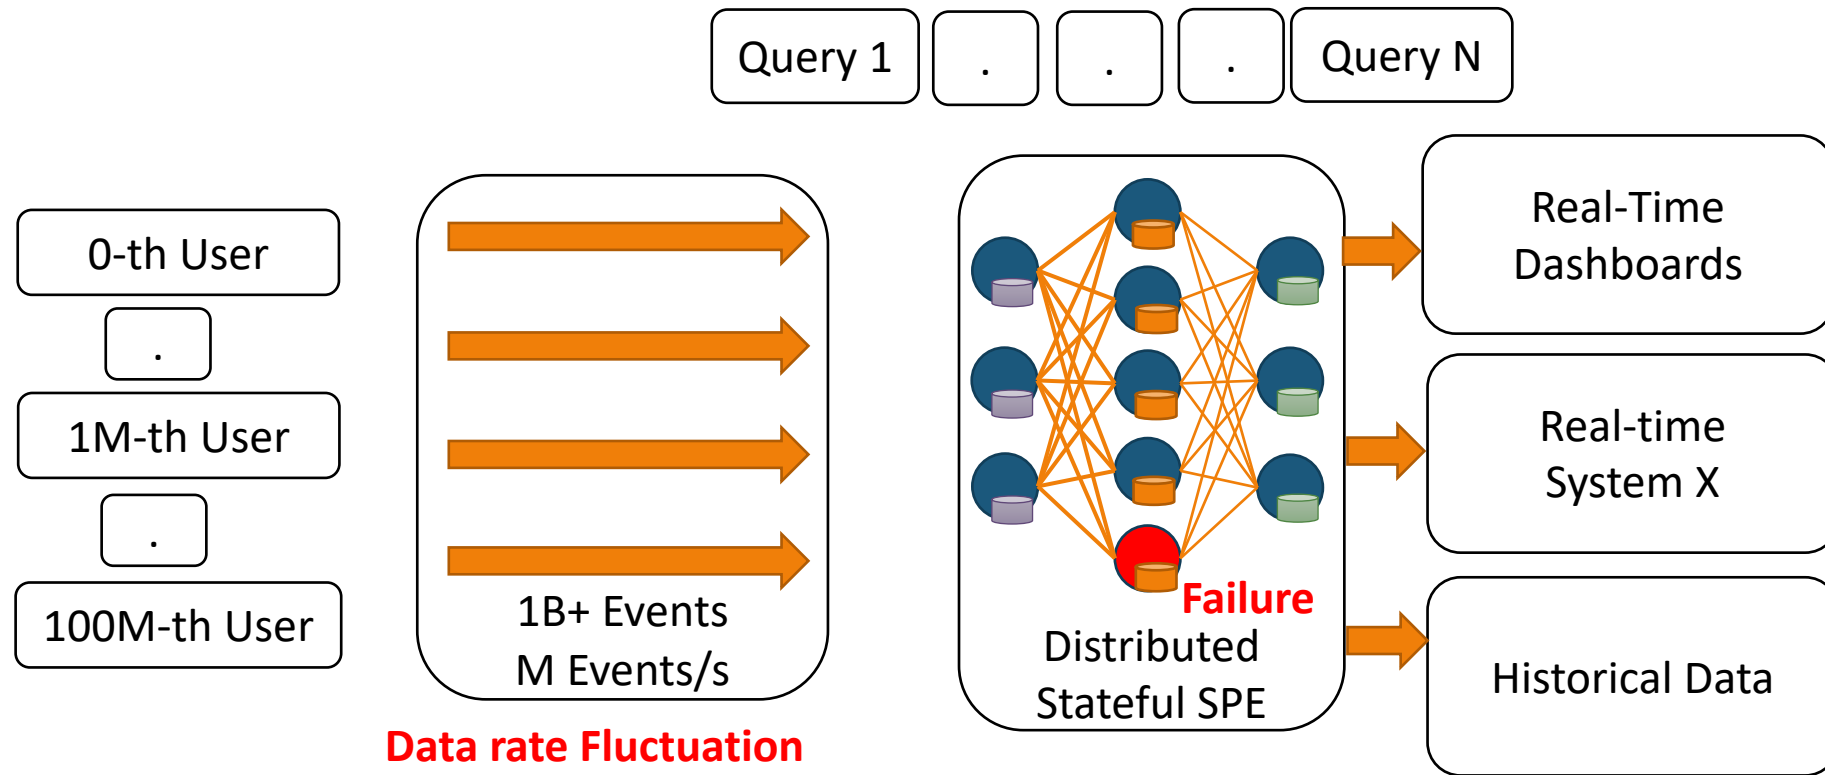 Query 1
.
.
.
Query N
0-th User
.
1M-th User
.
100M-th User
1B+ Events
M Events/s
Data rate Fluctuation
Failure
Distributed
Stateful SPE
Real-Time
Dashboards
Real-time
System X
Historical Data